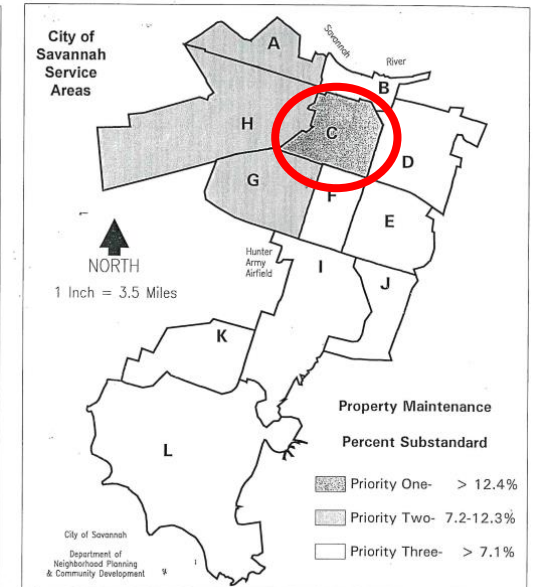 City of
Savannah
Service
Areas
A
Savannah
River
B
H
C
D
G
F
E
Hunter
Army
Airfield
I
J
NORTH
1 Inch = 3.5 Miles
K
L
Property Maintenance
Percent Substandard
Priority One- > 12.4%
Priority Two- 7.2-12.3%
Priority Three- > 7.1%
City of Savannah
Department of
Neighborhood Planning
& Community Development